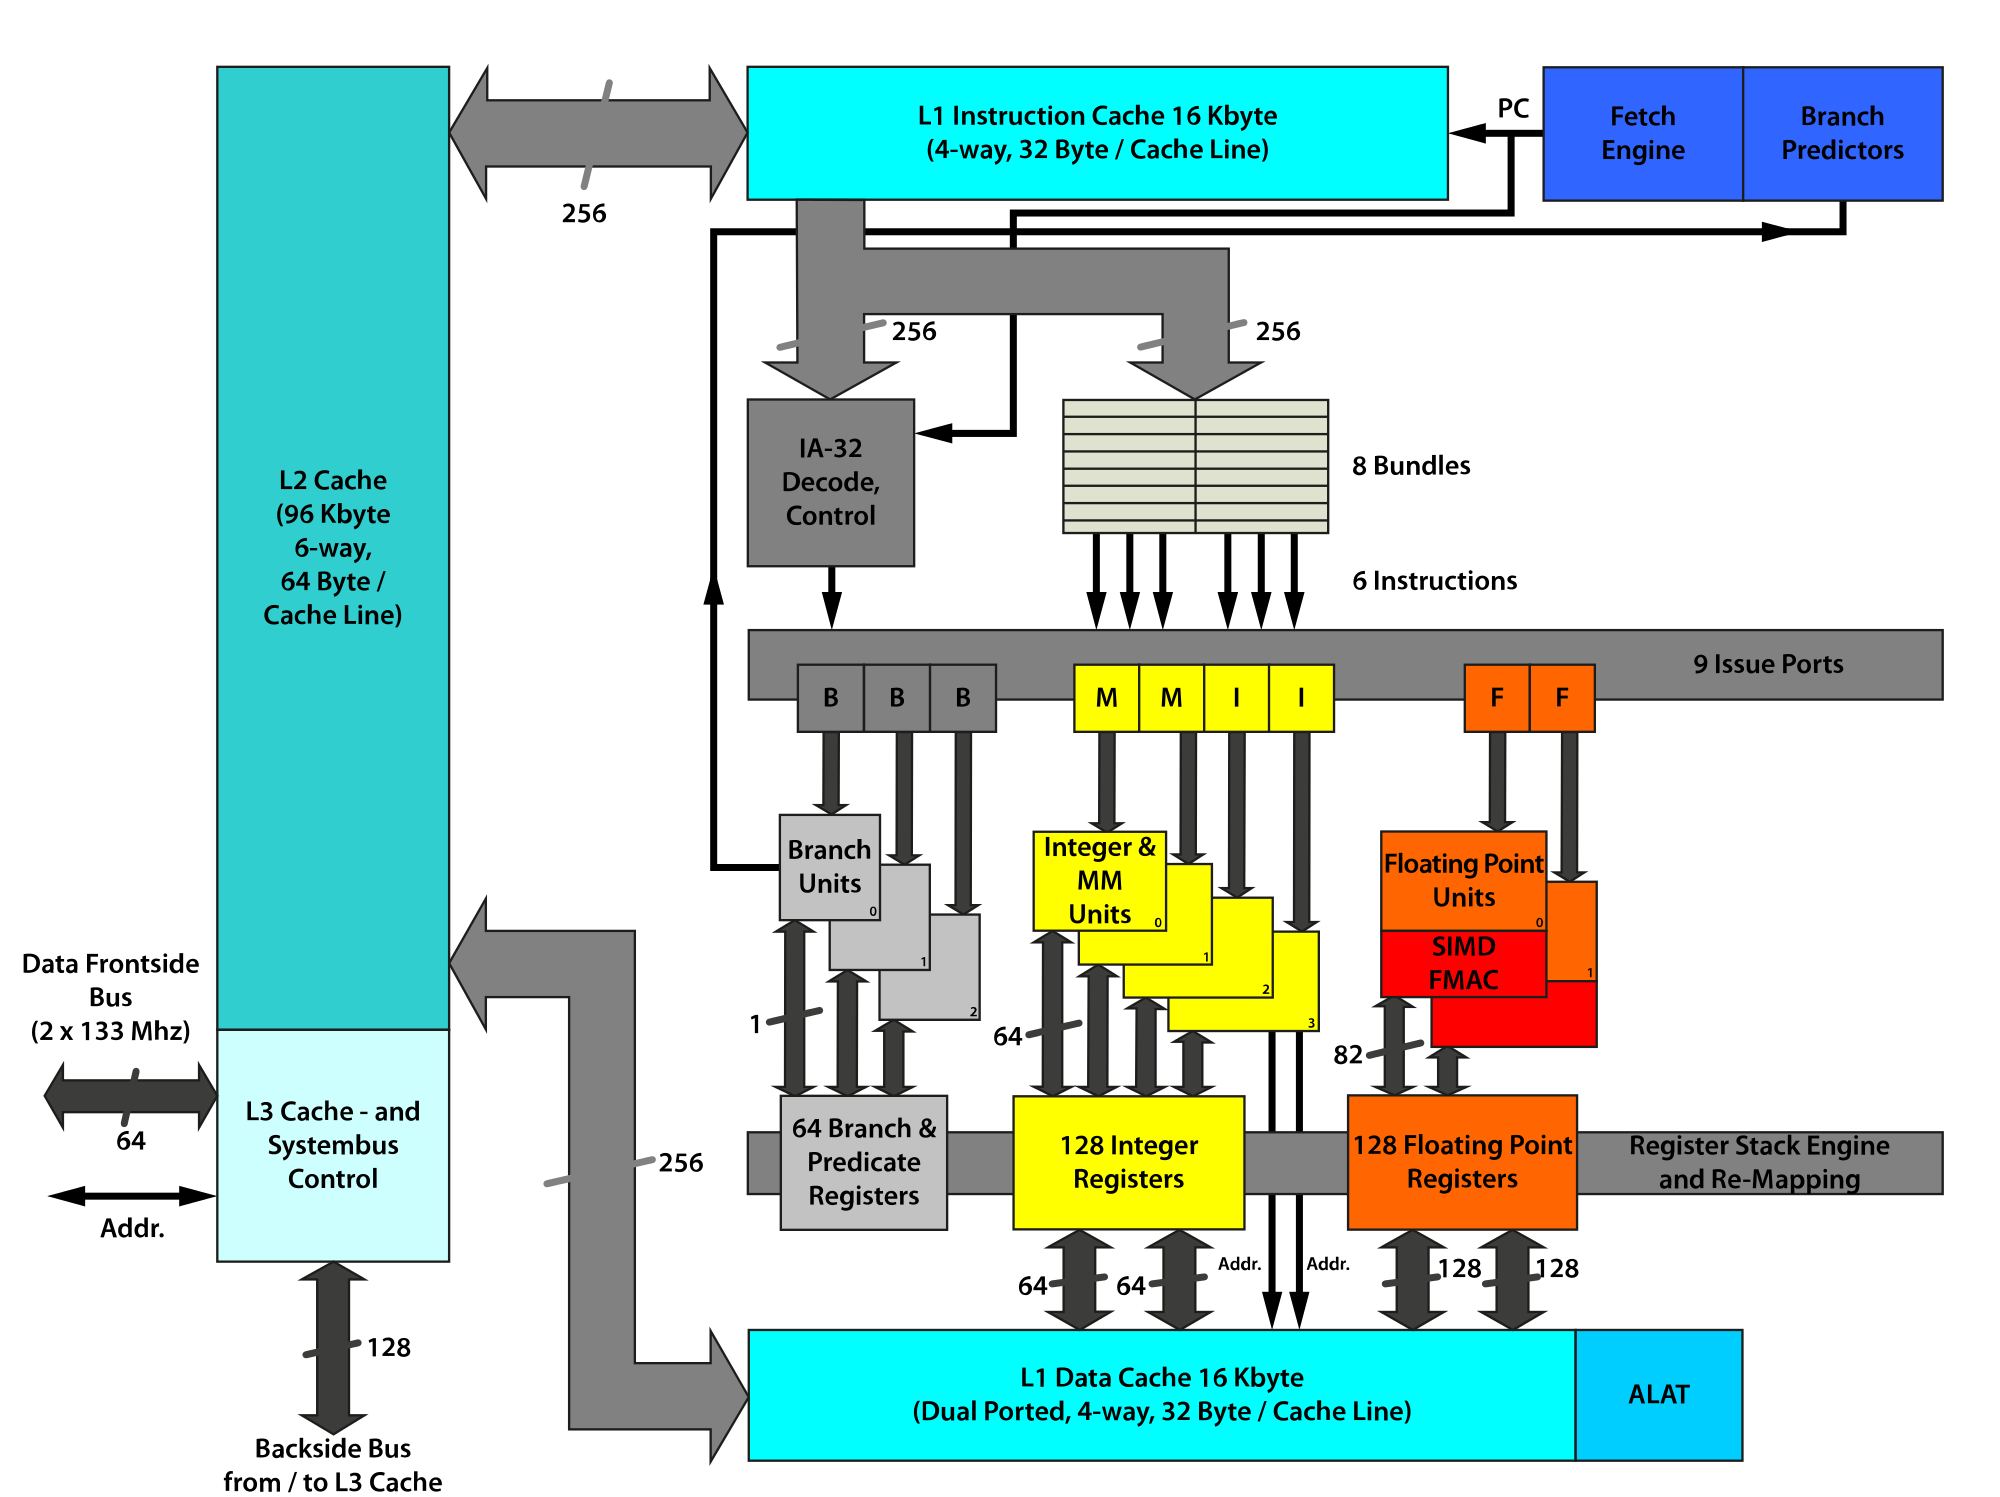 L1 Instruction Cache 16 Kbyte
(4-way, 32 Byte / Cache Line)
PC
Fetch
Engine
Branch
Predictors
256
256
256
L2 Cache
(96 Kbyte
6-way,
64 Byte /
Cache Line)
IA-32
Decode,
Control
8 Bundles
6 Instructions
9 Issue Ports
B
B
B
M
M
I
I
F
F
Branch
Units
0
1
2
Integer &
MM
Units
0
1
2
3
Floating Point
Units
0
SIMD
FMAC
1
Data Frontside
Bus
(2 x 133 Mhz)
64
Addr.
L3 Cache - and
Systembus
Control
1
64
82
256
64 Branch &
Predicate
Registers
128 Integer
Registers
128 Floating Point
Registers
Register Stack Engine
and Re-Mapping
64
64
Addr.
Addr.
128
128
128
Backside Bus
from / to L3 Cache
L1 Data Cache 16 Kbyte
(Dual Ported, 4-way, 32 Byte / Cache Line)
ALAT